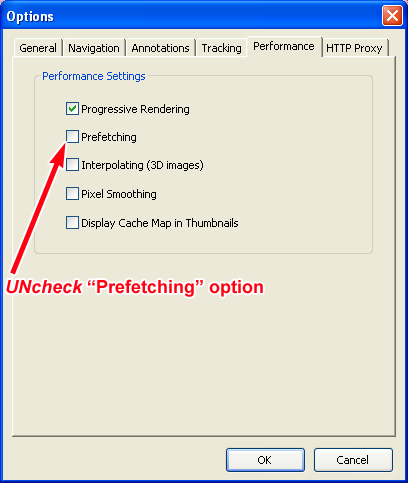 Options
General Navigation Annotations Tracking Performance HTTP Proxy
Performance Settings
Progressive Rendering
Prefetching
Interpolating (3D images)
Pixel Smoothing
Display Cache Map in Thumbnails
UNcheck “Prefetching” option
OK Cancel